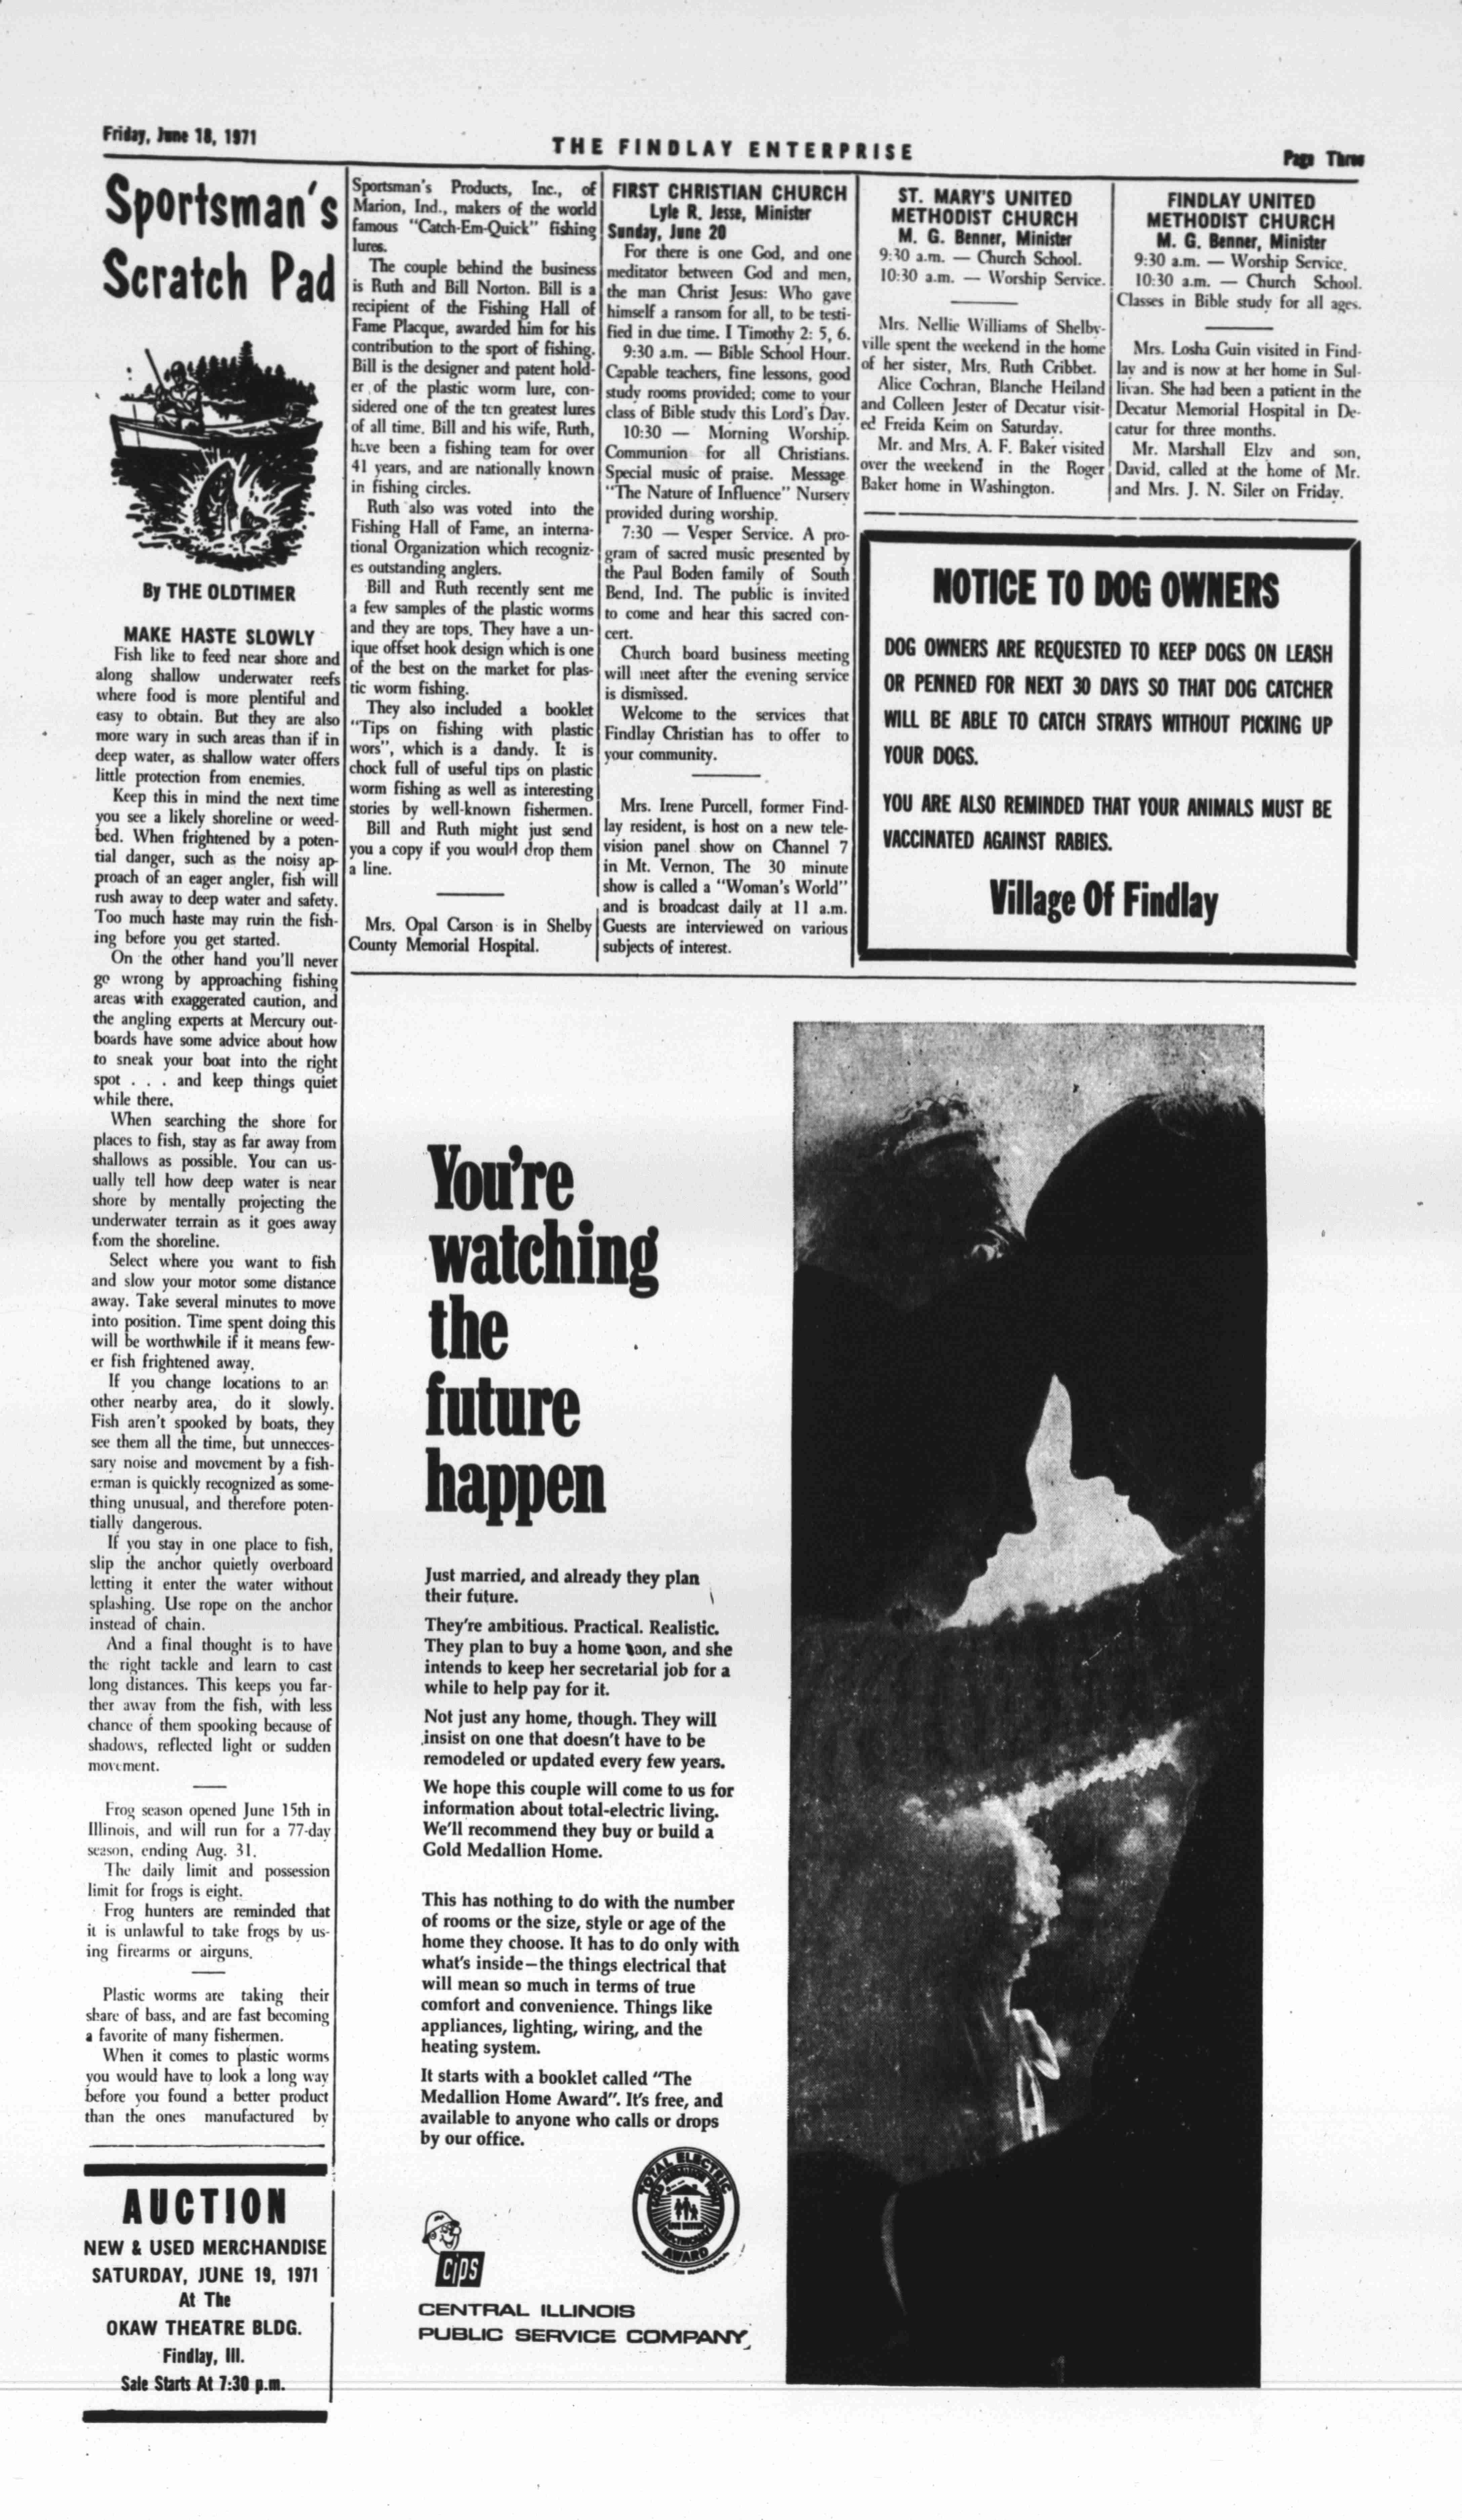 Friday, June 18, 1971
THE FINDLAY ENTERPRISE
Page Three
Sportsman's
Scratch Pad
By THE OLDTIMER
MAKE HASTE SLOWLY
Fish like to feed near shore and
along shallow underwater reefs
where food is more plentiful and
easy to obtain. But they are also
more wary in such areas than if in
deep water, as shallow water offers
little protection from enemies.
Keep this in mind the next time
you see a likely shoreline or weed-
bed. When frightened by a poten-
tial danger, such as the noisy ap-
proach of an eager angler, fish will
rush away to deep water and safety.
Too much haste may ruin the fish-
ing before you get started.
On the other hand you'll never
go wrong by approaching fishing
areas with exaggerated caution, and
the angling experts at Mercury out-
boards have some advice about how
to sneak your boat into the right
spot . . . and keep things quiet
while there.
When searching the shore for
places to fish, stay as far away from
shallows as possible. You can us-
ually tell how deep water is near
shore by mentally projecting the
underwater terrain as it goes away
from the shoreline.
Select where you want to fish
and slow your motor some distance
away. Take several minutes to move
into position. Time spent doing this
will be worthwhile if it means few-
er fish frightened away.
If you change locations to an
other nearby area, do it slowly.
Fish aren't spooked by boats, they
see them all the time, but unneces-
sary noise and movement by a fish-
erman is quickly recognized as some-
thing unusual, and therefore poten-
tially dangerous.
If you stay in one place to fish,
slip the anchor quietly overboard
letting it enter the water without
splashing. Use rope on the anchor
instead of chain.
And a final thought is to have
the right tackle and learn to cast
long distances. This keeps you far-
ther away from the fish, with less
chance of them spooking because of
shadows, reflected light or sudden
movement.
Frog season opened June 15th in
Illinois, and will run for a 77-day
season, ending Aug. 31.
The daily limit and possession
limit for frogs is eight.
Frog hunters are reminded that
it is unlawful to take frogs by us-
ing firearms or airguns.
Plastic worms are taking their
share of bass, and are fast becoming
a favorite of many fishermen.
When it comes to plastic worms
you would have to look a long way
before you found a better product
than the ones manufactured by
AUCTION
NEW & USED MERCHANDISE
SATURDAY, JUNE 19, 1971
At The
OKAW THEATRE BLDG.
Findlay, Ill.
Sale Starts At 7:30 p.m.
Sportsman's Products, Inc., of
Marion, Ind., makers of the world
famous "Catch-Em-Quick" fishing
lures.
The couple behind the business
is Ruth and Bill Norton. Bill is a
recipient of the Fishing Hall of
Fame Placque, awarded him for his
contribution to the sport of fishing.
Bill is the designer and patent hold-
er of the plastic worm lure, con-
sidered one of the ten greatest lures
of all time. Bill and his wife, Ruth,
have been a fishing team for over
41 years, and are nationally known
in fishing circles.
Ruth also was voted into the
Fishing Hall of Fame, an interna-
tional Organization which recogniz-
es outstanding anglers.
Bill and Ruth recently sent me
a few samples of the plastic worms
and they are tops. They have a un-
ique offset hook design which is one
of the best on the market for plas-
tic worm fishing.
They also included a booklet
"Tips on fishing with plastic
wors", which is a dandy. It is
chock full of useful tips on plastic
worm fishing as well as interesting
stories by well-known fishermen.
Bill and Ruth might just send
you a copy if you would drop them
a line.
Mrs. Opal Carson is in Shelby
County Memorial Hospital.
FIRST CHRISTIAN CHURCH
Lyle R. Jesse, Minister
Sunday, June 20
For there is one God, and one
meditator between God and men,
the man Christ Jesus: Who gave
himself a ransom for all, to be testi-
fied in due time. I Timothy 2: 5, 6.
9:30 a.m. — Bible School Hour.
Capable teachers, fine lessons, good
study rooms provided; come to your
class of Bible study this Lord's Day.
10:30 — Morning Worship.
Communion for all Christians.
Special music of praise. Message
"The Nature of Influence" Nursery
provided during worship.
7:30 — Vesper Service. A pro-
gram of sacred music presented by
the Paul Boden family of South
Bend, Ind. The public is invited
to come and hear this sacred con-
cert.
Church board business meeting
will meet after the evening service
is dismissed.
Welcome to the services that
Findlay Christian has to offer to
your community.
Mrs. Irene Purcell, former Find-
lay resident, is host on a new tele-
vision panel show on Channel 7
in Mt. Vernon. The 30 minute
show is called a "Woman's World"
and is broadcast daily at 11 a.m.
Guests are interviewed on various
subjects of interest.
ST. MARY'S UNITED
METHODIST CHURCH
M. G. Benner, Minister
9:30 a.m. — Church School.
10:30 a.m. — Worship Service.
Mrs. Nellie Williams of Shelby-
ville spent the weekend in the home
of her sister, Mrs. Ruth Cribbet.
Alice Cochran, Blanche Heiland
and Colleen Jester of Decatur visit-
ed Freida Keim on Saturday.
Mr. and Mrs. A. F. Baker visited
over the weekend in the Roger
Baker home in Washington.
FINDLAY UNITED
METHODIST CHURCH
M. G. Benner, Minister
9:30 a.m. — Worship Service.
10:30 a.m. — Church School.
Classes in Bible study for all ages.
Mrs. Losha Guin visited in Find-
lay and is now at her home in Sul-
livan. She had been a patient in the
Decatur Memorial Hospital in De-
catur for three months.
Mr. Marshall Elzy and son,
David, called at the home of Mr.
and Mrs. J. N. Siler on Friday.
NOTICE TO DOG OWNERS
DOG OWNERS ARE REQUESTED TO KEEP DOGS ON LEASH
OR PENNED FOR NEXT 30 DAYS SO THAT DOG CATCHER
WILL BE ABLE TO CATCH STRAYS WITHOUT PICKING UP
YOUR DOGS.
YOU ARE ALSO REMINDED THAT YOUR ANIMALS MUST BE
VACCINATED AGAINST RABIES.
Village Of Findlay
You're
watching
the
future
happen
Just married, and already they plan
their future.
They're ambitious. Practical. Realistic.
They plan to buy a home soon, and she
intends to keep her secretarial job for a
while to help pay for it.
Not just any home, though. They will
insist on one that doesn't have to be
remodeled or updated every few years.
We hope this couple will come to us for
information about total-electric living.
We'll recommend they buy or build a
Gold Medallion Home.
This has nothing to do with the number
of rooms or the size, style or age of the
home they choose. It has to do only with
what's inside—the things electrical that
will mean so much in terms of true
comfort and convenience. Things like
appliances, lighting, wiring, and the
heating system.
It starts with a booklet called "The
Medallion Home Award". It's free, and
available to anyone who calls or drops
by our office.
TOTAL ELECTRIC
AWARD
CIPS
CENTRAL ILLINOIS
PUBLIC SERVICE COMPANY